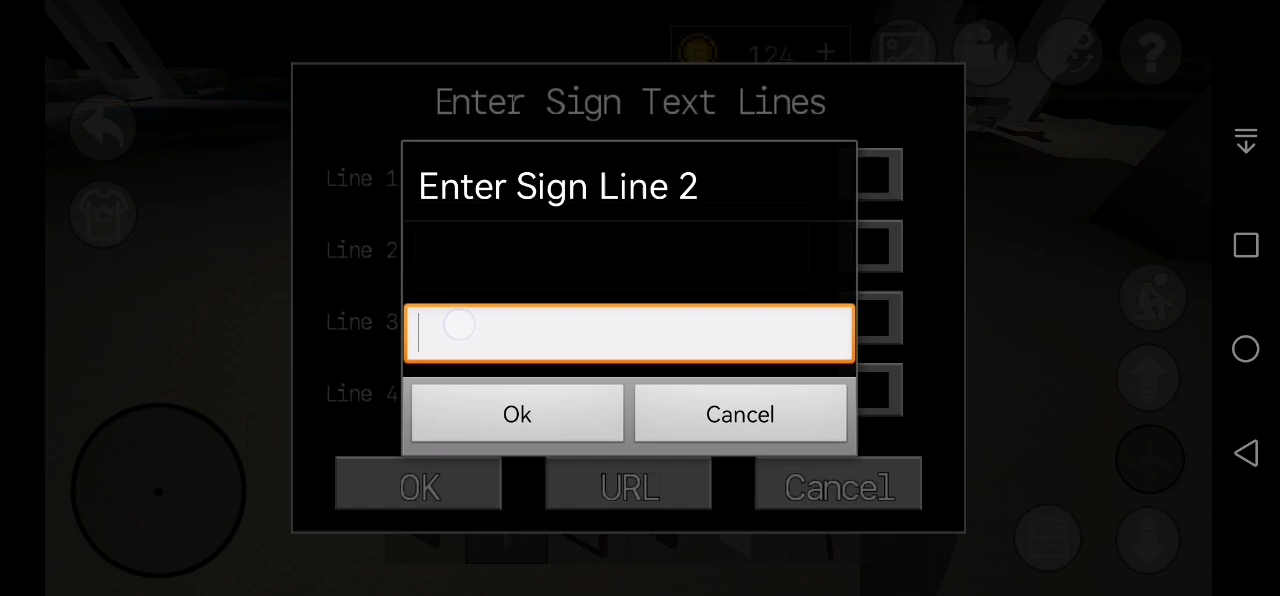 124 +
?
Enter Sign Text Lines
Line 1
Enter Sign Line 2
Line 2
Line 3
Line 4
Ok
Cancel
OK
URL
Cancel